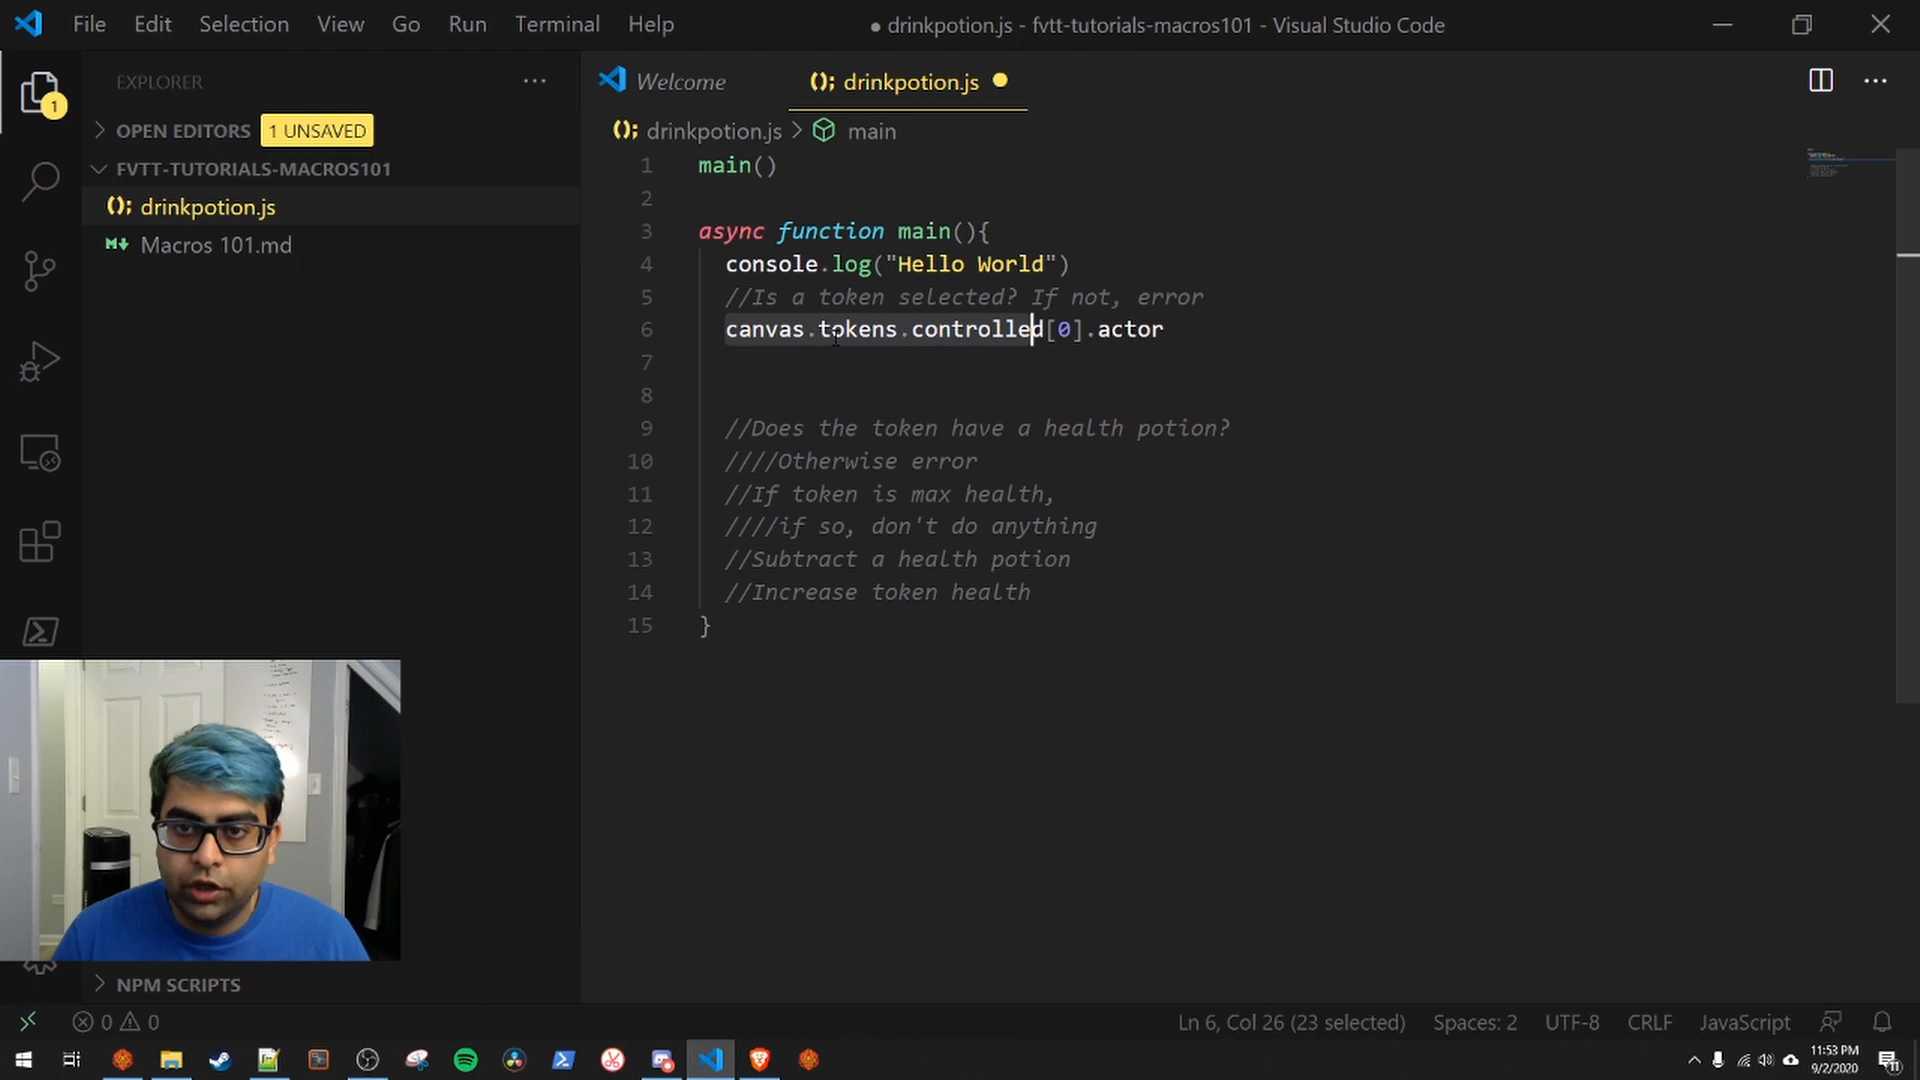 File Edit Selection View Go Run Terminal Help
● drinkpotion.js - fvtt-tutorials-macros101 - Visual Studio Code
EXPLORER
1
OPEN EDITORS 1 UNSAVED
FVTT-TUTORIALS-MACROS101
drinkpotion.js
Macros 101.md
NPM SCRIPTS
Welcome
drinkpotion.js
drinkpotion.js > main
1 main()
2
3 async function main(){
4 console.log("Hello World")
5 //Is a token selected? If not, error
6 canvas.tokens.controlled[0].actor
7
8
9 //Does the token have a health potion?
10 ////Otherwise error
11 //If token is max health,
12 ////if so, don't do anything
13 //Subtract a health potion
14 //Increase token health
15 }
0 0
Ln 6, Col 26 (23 selected) Spaces: 2 UTF-8 CRLF JavaScript
11:53 PM
9/2/2020
11